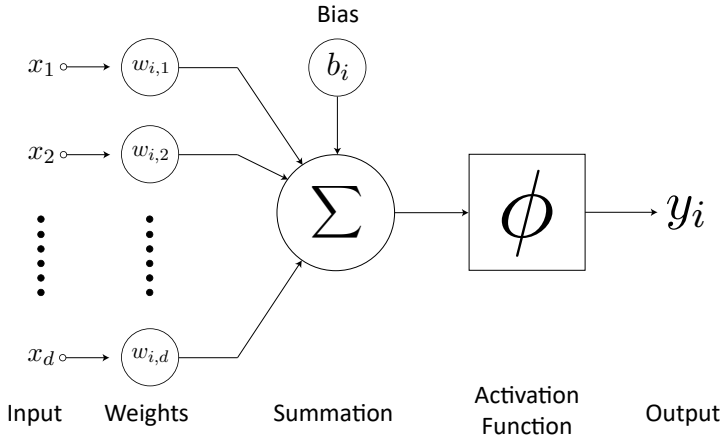 Bias
x₁ w_{i,1} b_i
x₂ w_{i,2}
Σ ϕ y_i
x_d w_{i,d}
Input Weights Summation Activation Function Output